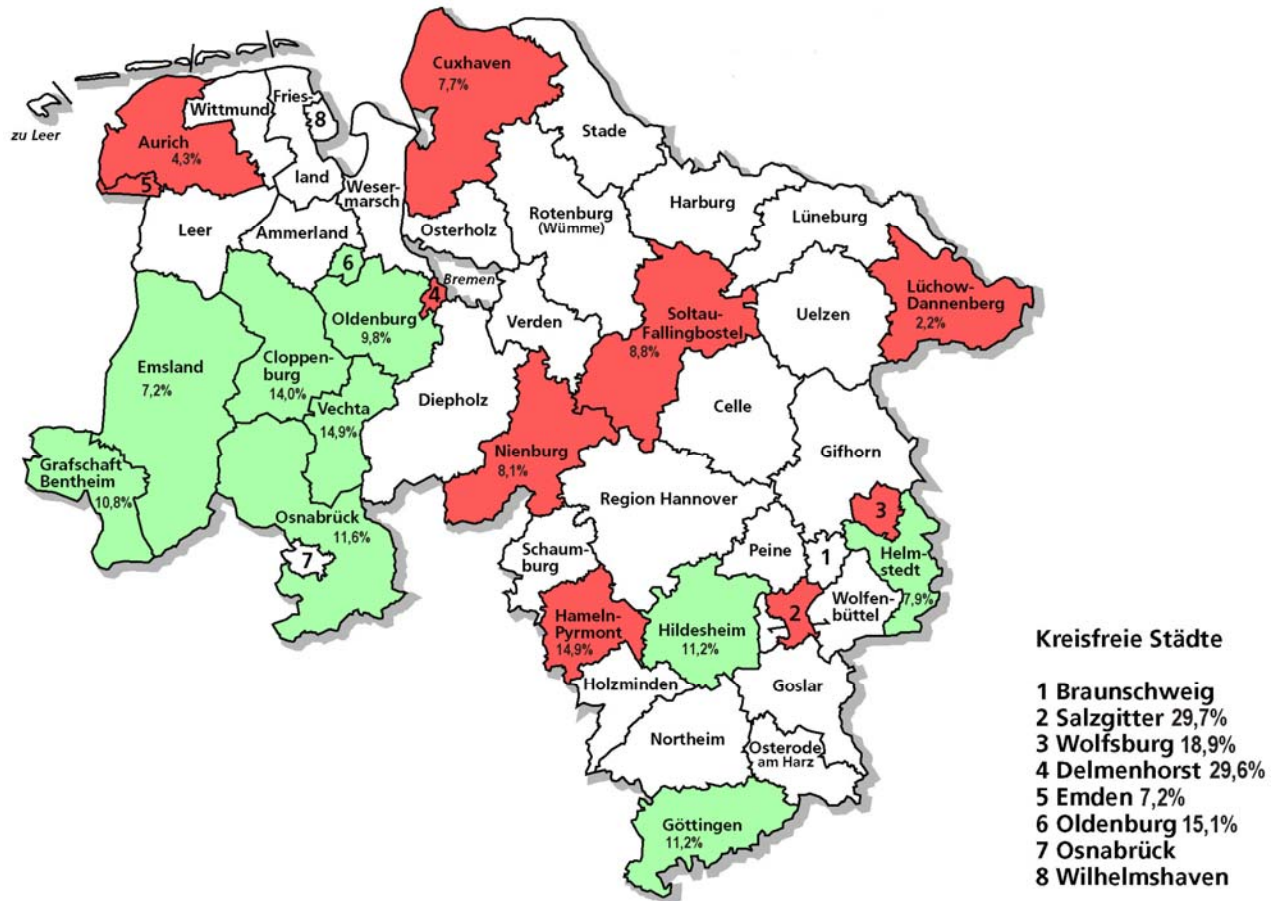 Cuxhaven
7,7%
Wittmund
Fries-
8
land
zu Leer
Aurich
4,3%
5
Stade
Weser-
marsch
Rotenburg
(Wümme)
Harburg
Lüneburg
Leer
Ammerland
Osterholz
6
Bremen
4
Oldenburg
9,8%
Verden
Soltau-
Fallingbostel
8,8%
Uelzen
Lüchow-
Dannenberg
2,2%
Emsland
7,2%
Cloppen-
burg
14,0%
Vechta
14,9%
Diepholz
Celle
Nienburg
8,1%
Gifhorn
Grafschaft
Bentheim
10,8%
Osnabrück
11,6%
7
Region Hannover
3
Schaum-
burg
Peine
1
Helm-
stedt
7,9%
Hameln-
Pyrmont
14,9%
Hildesheim
11,2%
2
Wolfen-
büttel
Holzminden
Goslar
Northeim
Osterode
am Harz
Göttingen
11,2%
Kreisfreie Städte
1 Braunschweig
2 Salzgitter 29,7%
3 Wolfsburg 18,9%
4 Delmenhorst 29,6%
5 Emden 7,2%
6 Oldenburg 15,1%
7 Osnabrück
8 Wilhelmshaven